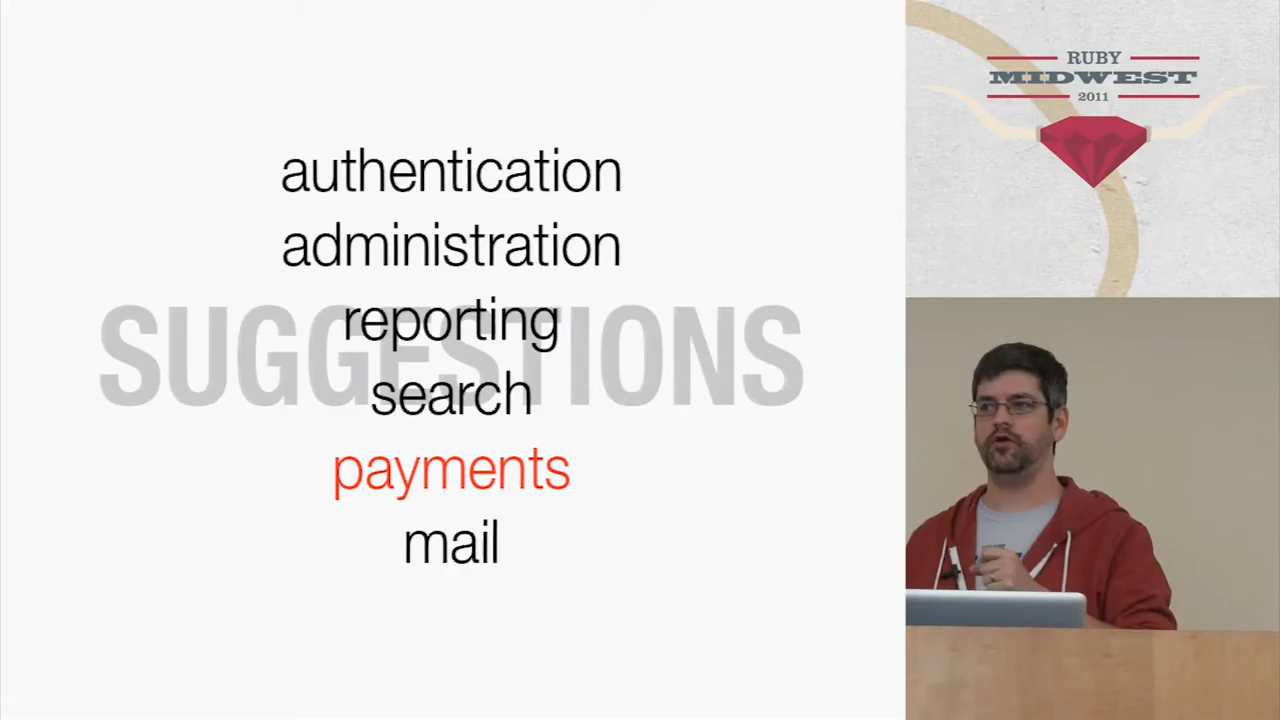 authentication
administration
reporting
SUGGESTIONS
search
payments
mail
RUBY
MIDWEST
2011